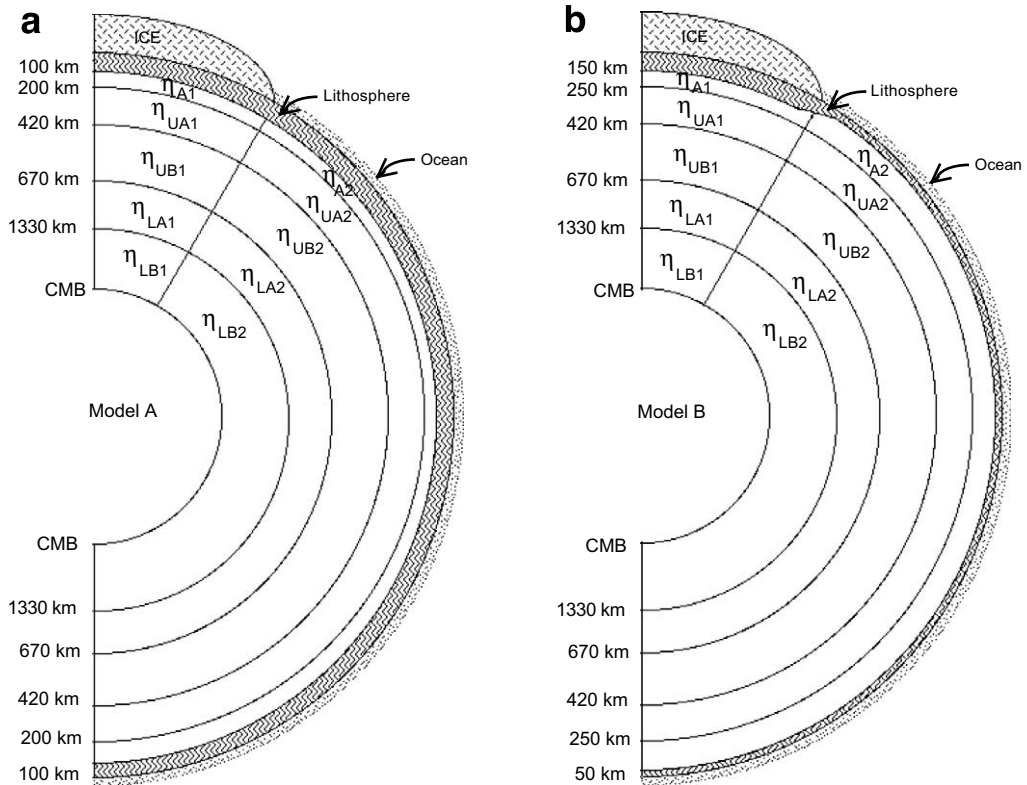 a
ICE
100 km
200 km
420 km
670 km
1330 km
CMB
ηA1
ηUA1
ηUB1
ηLA1
ηLB1
Lithosphere
Ocean
ηA2
ηUA2
ηUB2
ηLA2
ηLB2
Model A
CMB
1330 km
670 km
420 km
200 km
100 km
b
ICE
150 km
250 km
420 km
670 km
1330 km
CMB
ηA1
ηUA1
ηUB1
ηLA1
ηLB1
Lithosphere
Ocean
ηA2
ηUA2
ηUB2
ηLA2
ηLB2
Model B
CMB
1330 km
670 km
420 km
250 km
50 km